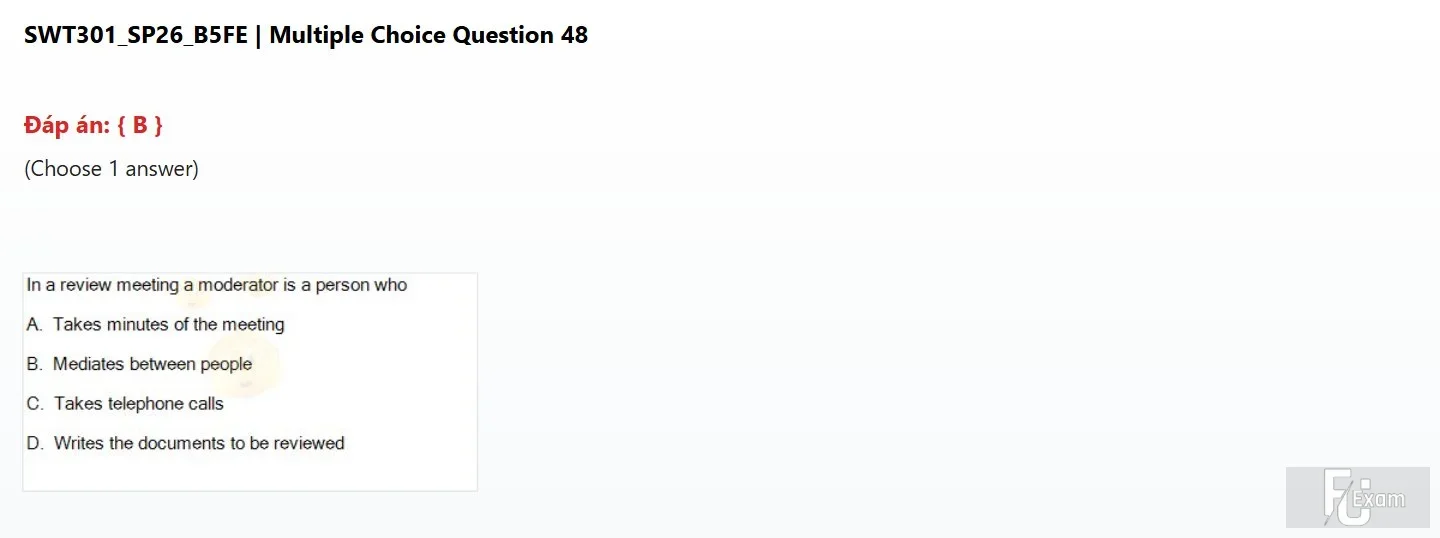 SWT301_SP26_B5FE | Multiple Choice Question 48
Đáp án: { B }
(Choose 1 answer)
In a review meeting a moderator is a person who
A. Takes minutes of the meeting
B. Mediates between people
C. Takes telephone calls
D. Writes the documents to be reviewed
FU Exam